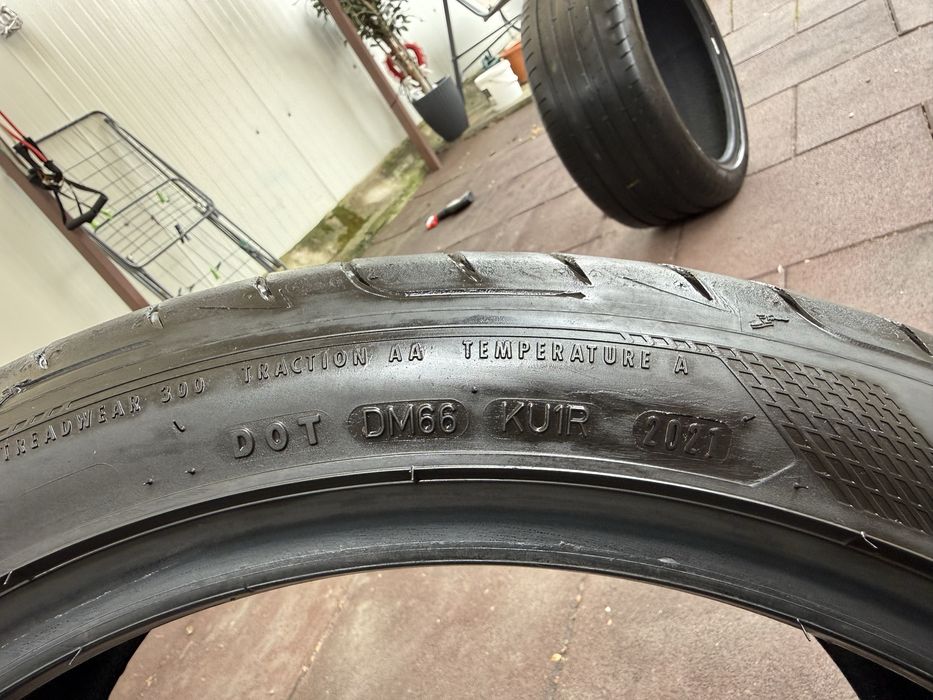 TREADWEAR 300 TRACTION AA TEMPERATURE A
DOT DM66 KU1R 2021